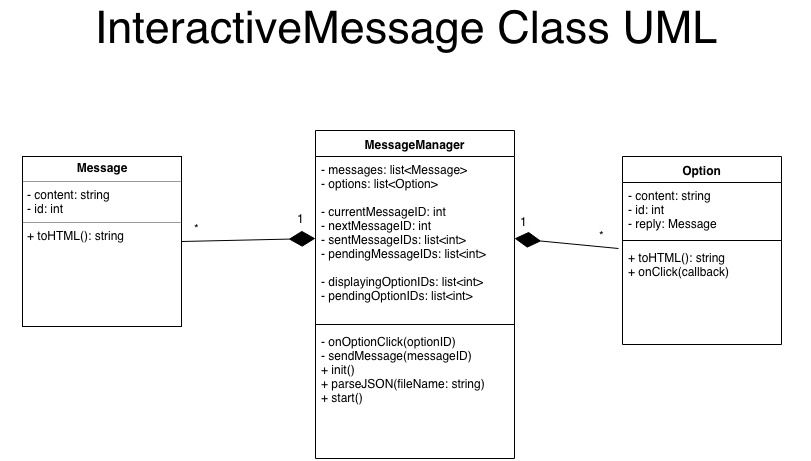 InteractiveMessage Class UML
Message
- content: string
- id: int
+ toHTML(): string
*
1
MessageManager
- messages: list<Message>
- options: list<Option>
- currentMessageID: int
- nextMessageID: int
- sentMessageIDs: list<int>
- pendingMessageIDs: list<int>
- displayingOptionIDs: list<int>
- pendingOptionIDs: list<int>
- onOptionClick(optionID)
- sendMessage(messageID)
+ init()
+ parseJSON(fileName: string)
+ start()
1
*
Option
- content: string
- id: int
- reply: Message
+ toHTML(): string
+ onClick(callback)